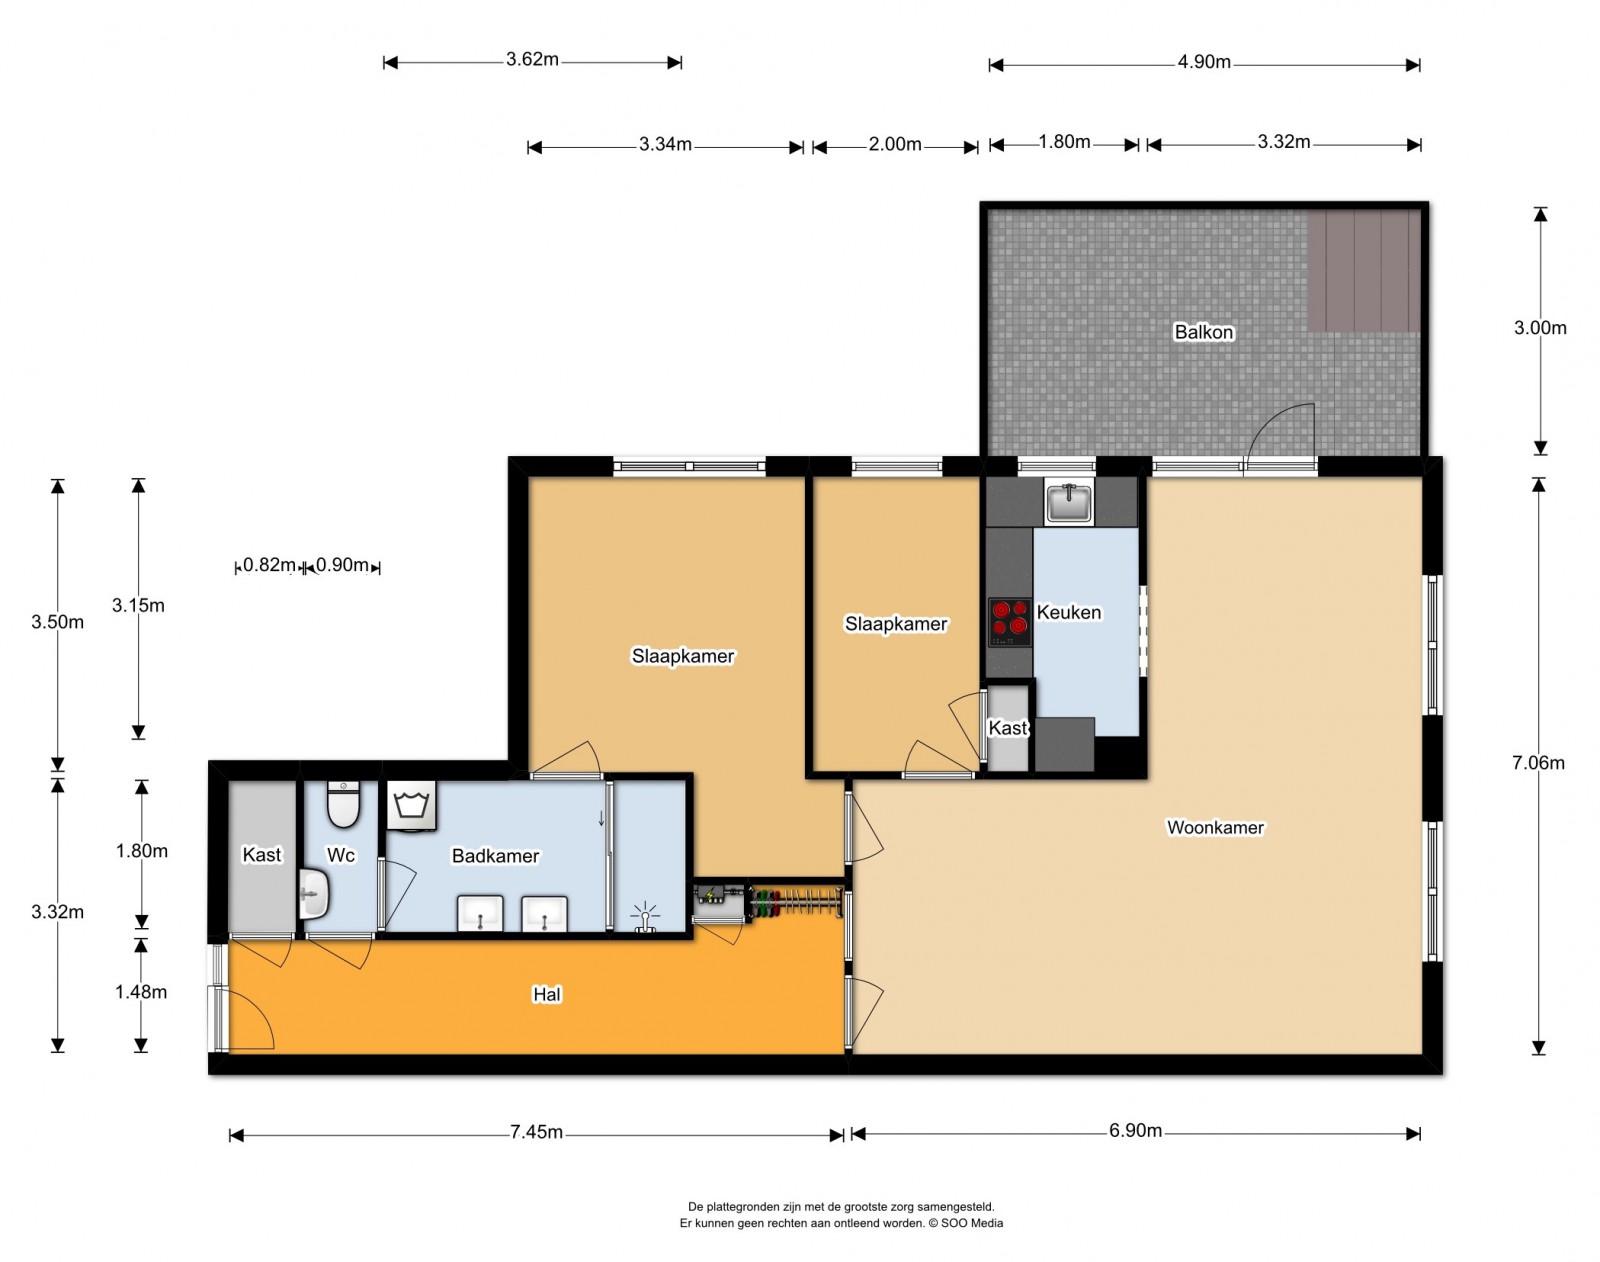 3.62m
4.90m
3.34m
2.00m
1.80m
3.32m
Balkon
3.00m
0.82m
0.90m
3.15m
3.50m
Keuken
Slaapkamer
Slaapkamer
Kast
7.06m
Woonkamer
1.80m
Kast
Wc
Badkamer
3.32m
1.48m
Hal
7.45m
6.90m
De plattegronden zijn met de grootste zorg samengesteld.
Er kunnen geen rechten aan ontleend worden. © SOO Media